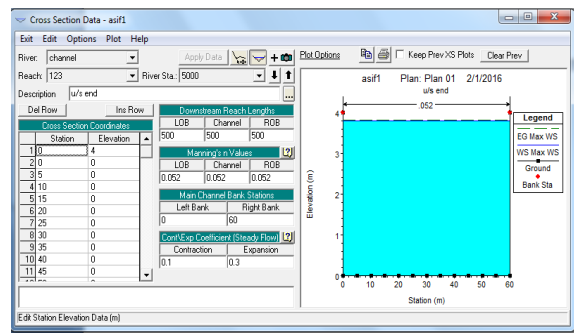 Cross Section Data - asif1
Exit Edit Options Plot Help
River: channel Apply Data Plot Options Keep Prev XS Plots Clear Prev
Reach: 123 River Sta.: 5000
Description u/s end ...
Del Row Ins Row
Cross Section Coordinates
Station Elevation
1 0 4
2 0 0
3 5 0
4 10 0
5 15 0
6 20 0
7 25 0
8 30 0
9 35 0
10 40 0
11 45 0
Downstream Reach Lengths
LOB Channel ROB
500 500 500
Manning's n Values
LOB Channel ROB
0.052 0.052 0.052
Main Channel Bank Stations
Left Bank Right Bank
0 60
Cont\Exp Coefficient (Steady Flow)
Contraction Expansion
0.1 0.3
Edit Station Elevation Data (m)
asif1 Plan: Plan 01 2/1/2016
u/s end
.052
4
3
2
1
0
Elevation (m)
0 10 20 30 40 50 60
Station (m)
Legend
EG Max WS
WS Max WS
Ground
Bank Sta